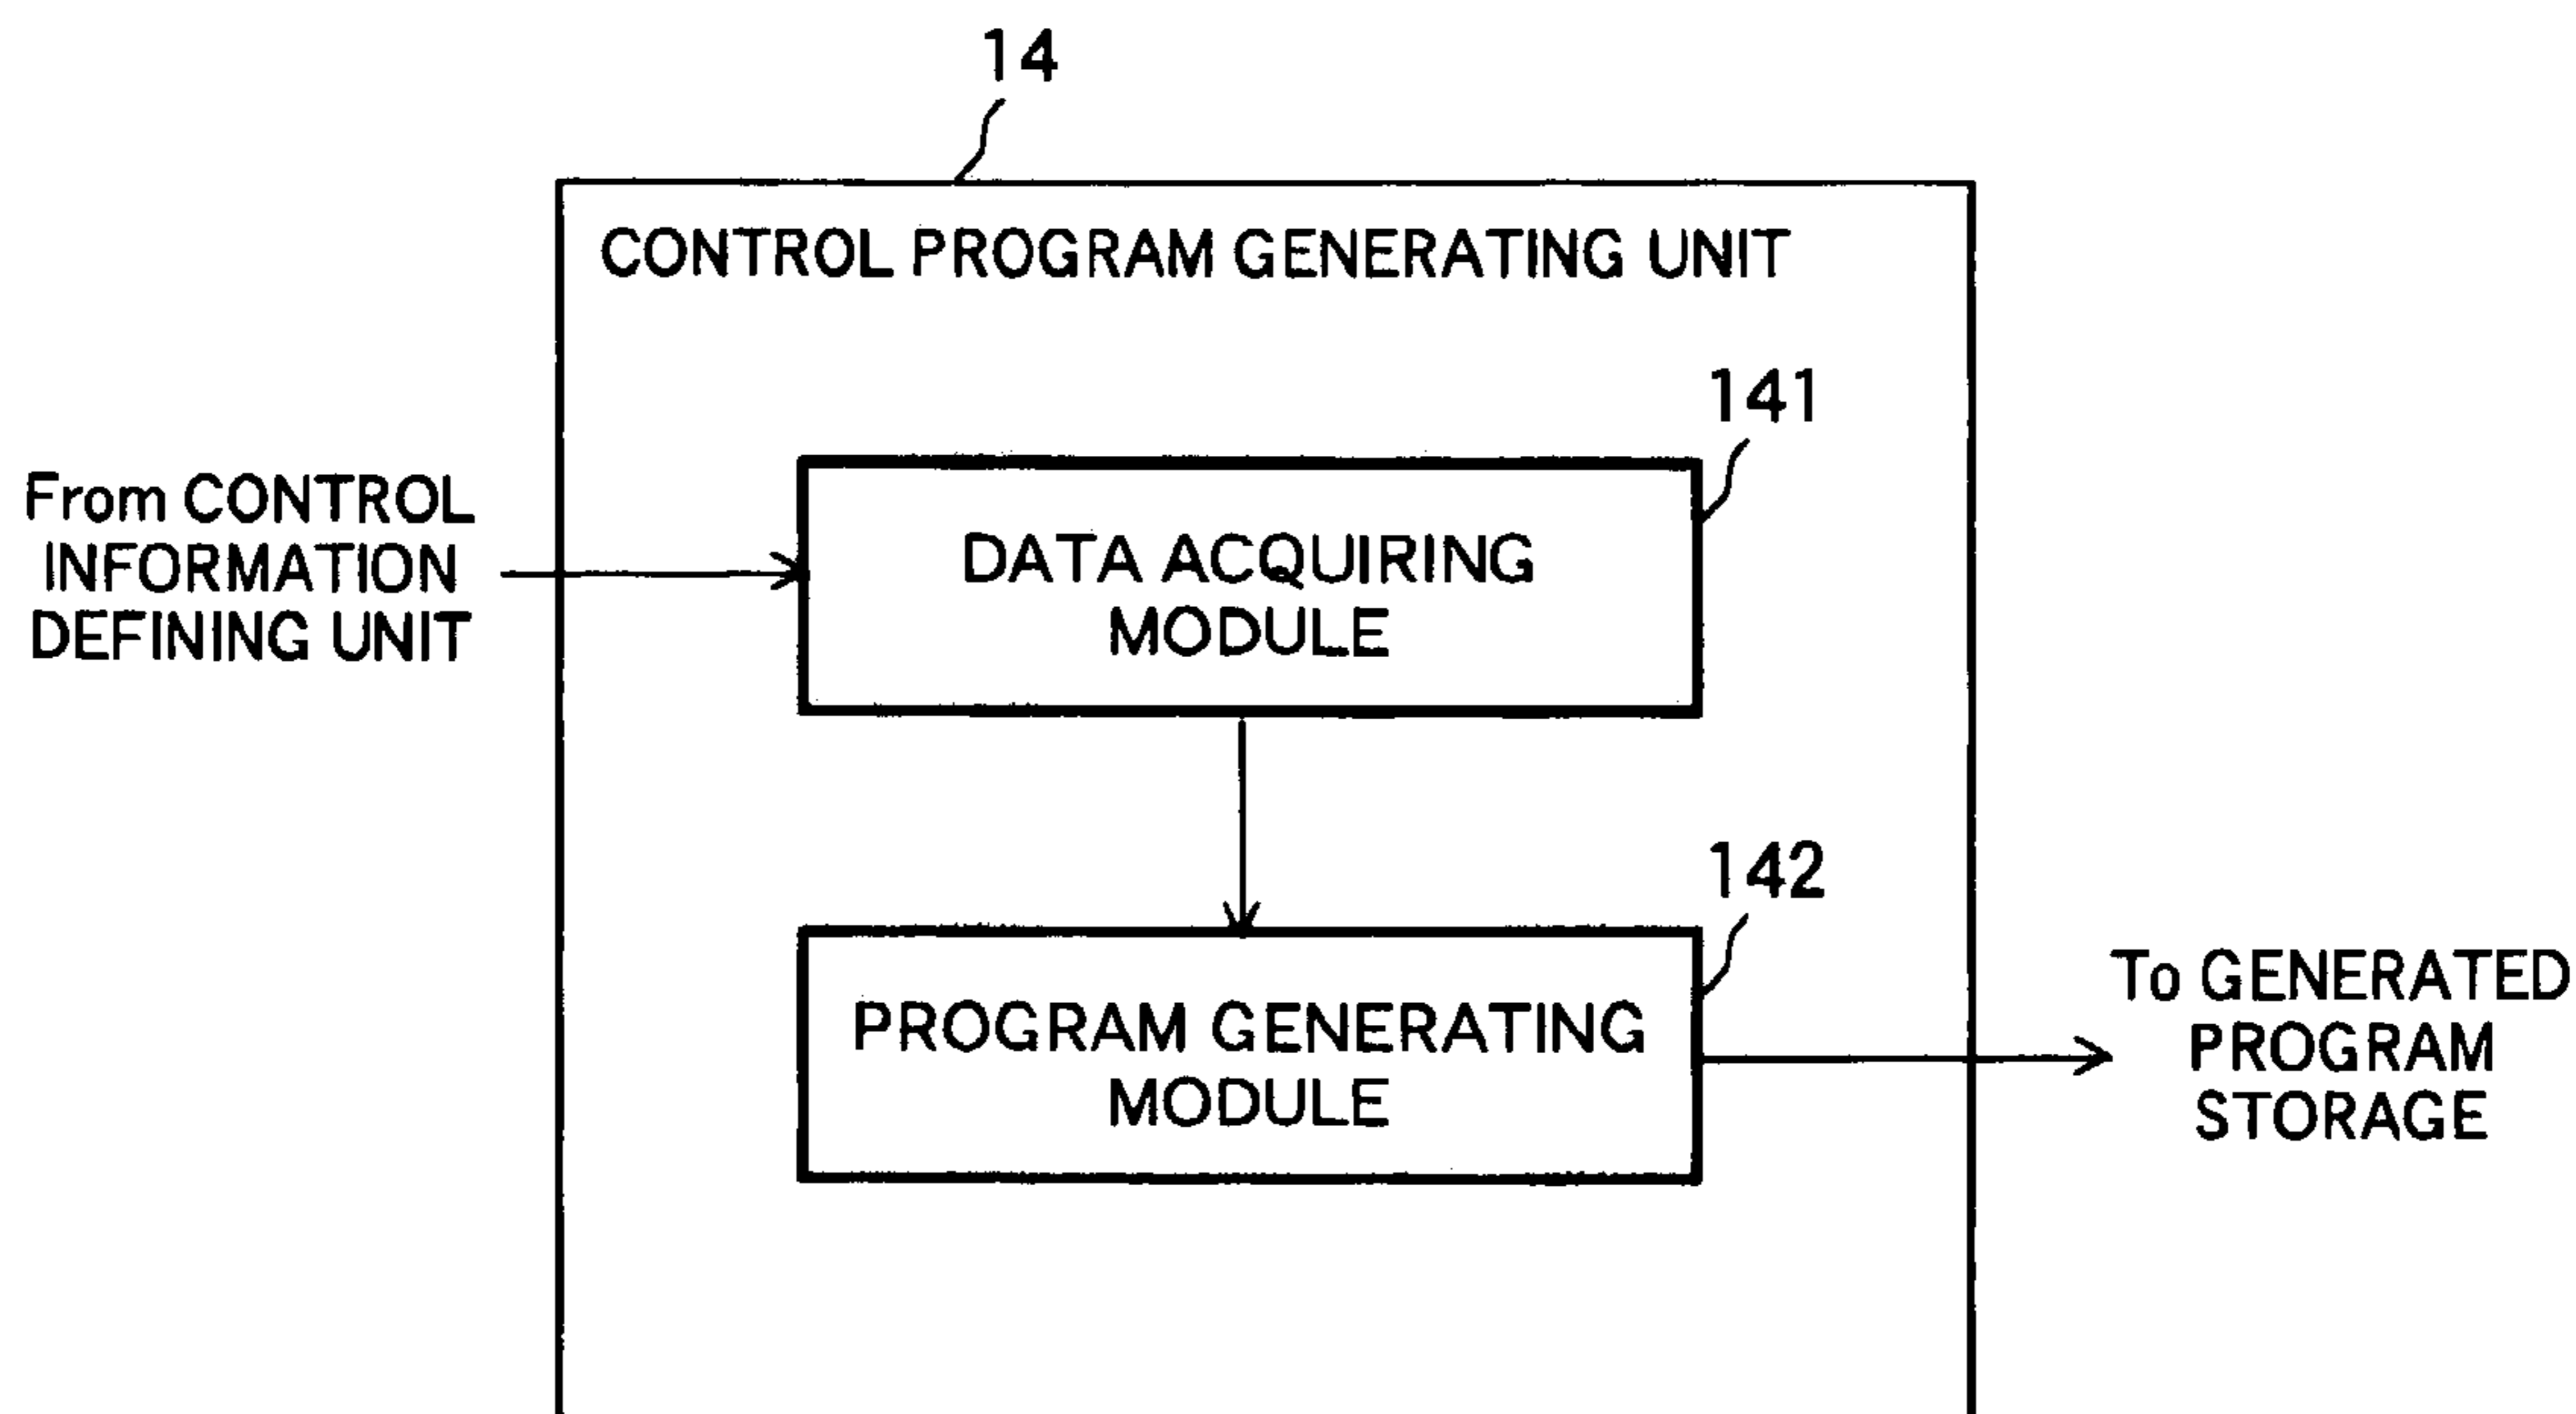 14
CONTROL PROGRAM GENERATING UNIT
141
From CONTROL
INFORMATION
DEFINING UNIT
DATA ACQUIRING
MODULE
142
PROGRAM GENERATING
MODULE
To GENERATED
PROGRAM
STORAGE